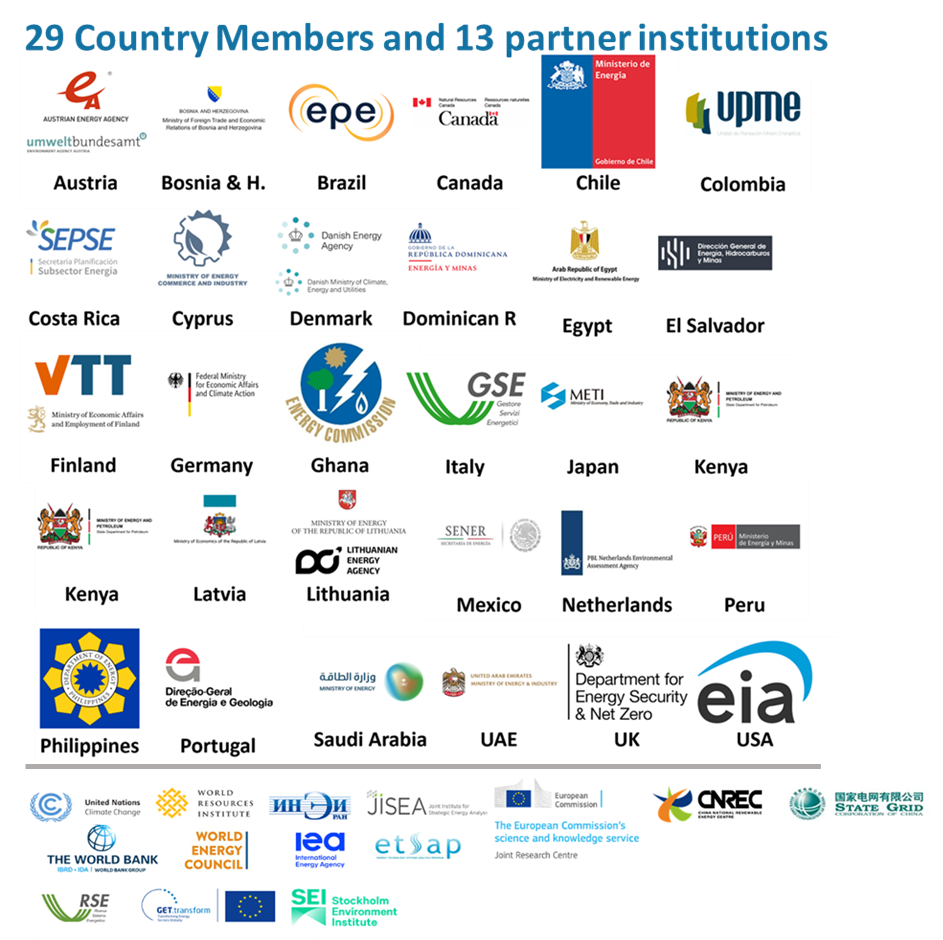 29 Country Members and 13 partner institutions
AUSTRIAN ENERGY AGENCY
umweltbundesamt
ENVIRONMENT AGENCY AUSTRIA
Austria
BOSNIA AND HERZEGOVINA
Ministry of Foreign Trade and Economic
Relations of Bosnia and Herzegovina
Bosnia & H.
epe
Brazil
Natural Resources
Canada
Ressources naturelles
Canada
Canada
Canada
Ministerio de
Energía
Gobierno de Chile
Chile
upme
Colombia
SEPSE
Secretaría Planificación
Subsector Energía
Costa Rica
MINISTRY OF ENERGY
COMMERCE AND INDUSTRY
Cyprus
Danish Energy
Agency
Danish Ministry of Climate,
Energy and Utilities
Denmark
GOBIERNO DE LA
REPÚBLICA DOMINICANA
ENERGÍA Y MINAS
Dominican R
Arab Republic of Egypt
Ministry of Electricity and Renewable Energy
Egypt
Dirección General de
Energía, Hidrocarburos
y Minas
El Salvador
VTT
Ministry of Economic Affairs
and Employment of Finland
Finland
Federal Ministry
for Economic Affairs
and Climate Action
Germany
ENERGY COMMISSION
Ghana
GSE
Gestore
Servizi
Energetici
Italy
METI
Ministry of Economy, Trade and Industry
Japan
REPUBLIC OF KENYA
MINISTRY OF ENERGY AND
PETROLEUM
State Department for Petroleum
Kenya
REPUBLIC OF KENYA
MINISTRY OF ENERGY AND
PETROLEUM
State Department for Petroleum
Kenya
Ministry of Economics of the Republic of Latvia
Latvia
MINISTRY OF ENERGY
OF THE REPUBLIC OF LITHUANIA
LITHUANIAN
ENERGY
AGENCY
Lithuania
SENER
SECRETARÍA DE ENERGÍA
Mexico
PBL Netherlands Environmental
Assessment Agency
Netherlands
PERÚ
Ministerio
de Energía y Minas
Peru
DEPARTMENT OF ENERGY
PHILIPPINES
Philippines
Direção-Geral
de Energia e Geologia
Portugal
وزارة الطاقة
MINISTRY OF ENERGY
Saudi Arabia
UNITED ARAB EMIRATES
MINISTRY OF ENERGY & INDUSTRY
UAE
Department for
Energy Security
& Net Zero
UK
eia
USA
United Nations
Climate Change
WORLD
RESOURCES
INSTITUTE
ИНЭИ
РАН
JISEA
Joint Institute for
Strategic Energy Analysis
European
Commission
The European Commission's
science and knowledge service
Joint Research Centre
CNREC
CHINA NATIONAL RENEWABLE
ENERGY CENTRE
国家电网有限公司
STATE GRID
CORPORATION OF CHINA
THE WORLD BANK
IBRD • IDA | WORLD BANK GROUP
WORLD
ENERGY
COUNCIL
iea
International
Energy Agency
etsap
RSE
Ricerca
Sistema
Energetico
GET.transform
SEI
Stockholm
Environment
Institute